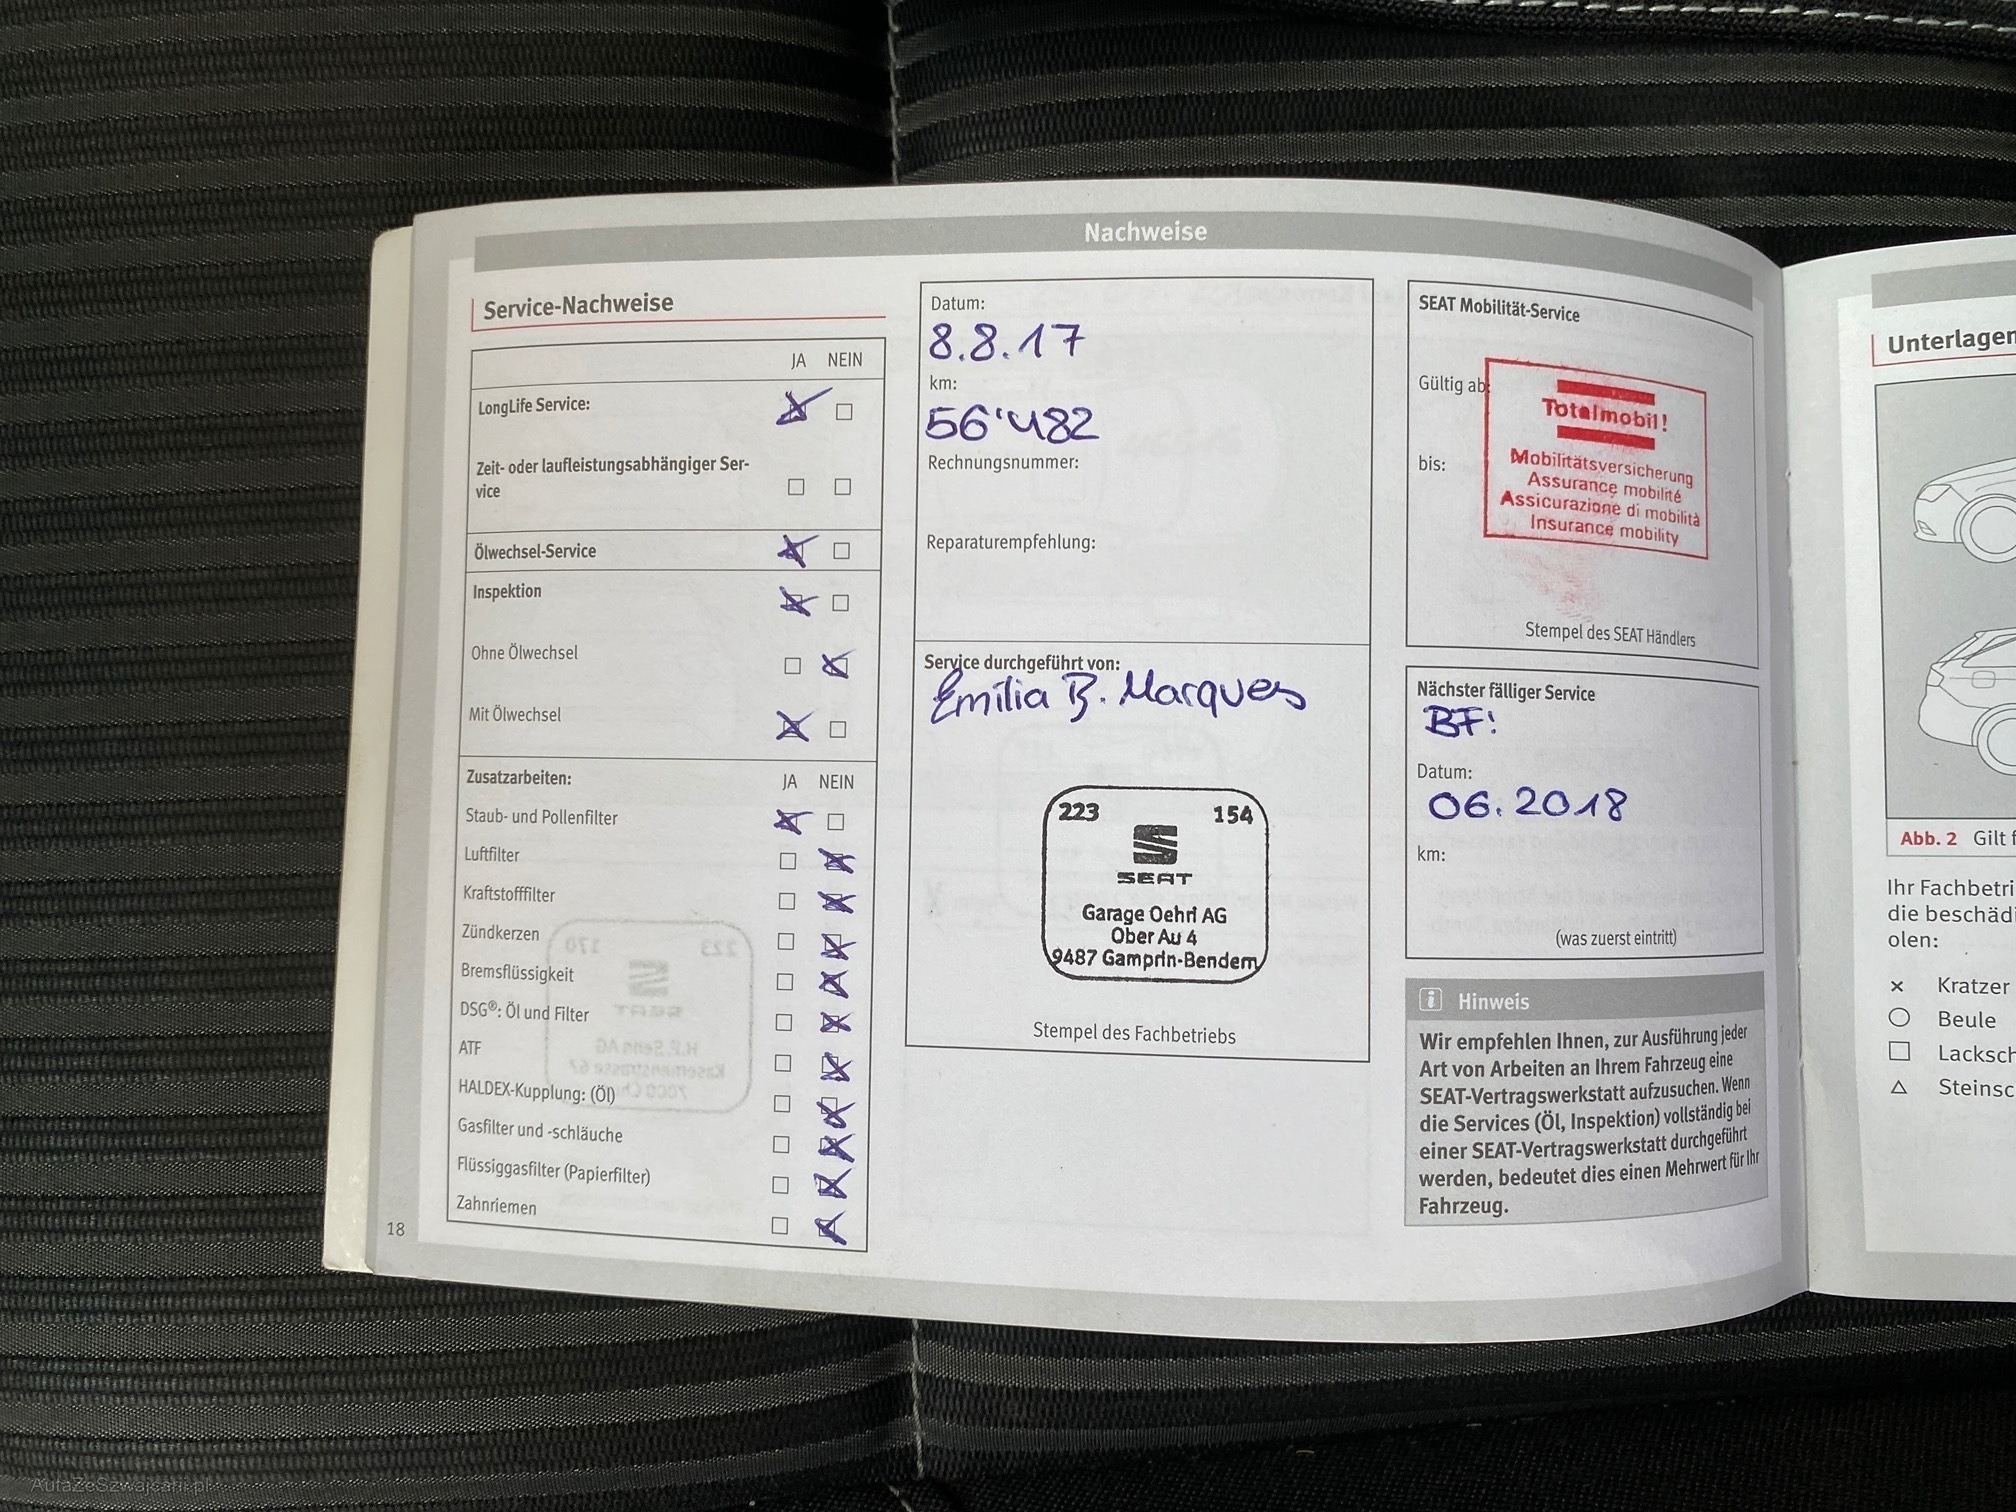 Nachweise
Service-Nachweise
JA NEIN
LongLife Service:
Zeit- oder laufleistungsabhängiger Ser-
vice
Ölwechsel-Service
Inspektion
Ohne Ölwechsel
Mit Ölwechsel
Zusatzarbeiten: JA NEIN
Staub- und Pollenfilter
Luftfilter
Kraftstofffilter
Zündkerzen
Bremsflüssigkeit
DSG®: Öl und Filter
ATF
HALDEX-Kupplung: (Öl)
Gasfilter und -schläuche
Flüssiggasfilter (Papierfilter)
Zahnriemen
18
Datum:
8.8.17
km:
56'482
Rechnungsnummer:
Reparaturempfehlung:
Service durchgeführt von:
Emilia B. Marques
223 154
SEAT
Garage Oehri AG
Ober Au 4
9487 Gamprin-Bendern
Stempel des Fachbetriebs
SEAT Mobilität-Service
Gültig ab:
bis:
Totalmobil!
Mobilitätsversicherung
Assurance mobilité
Assicurazione di mobilità
Insurance mobility
Stempel des SEAT Händlers
Nächster fälliger Service
BF:
Datum:
06.2018
km:
(was zuerst eintritt)
Hinweis
Wir empfehlen Ihnen, zur Ausführung jeder
Art von Arbeiten an Ihrem Fahrzeug eine
SEAT-Vertragswerkstatt aufzusuchen. Wenn
die Services (Öl, Inspektion) vollständig bei
einer SEAT-Vertragswerkstatt durchgeführt
werden, bedeutet dies einen Mehrwert für Ihr
Fahrzeug.
Unterlagen
Abb. 2 Gilt f
Ihr Fachbetri
die beschädi
olen:
Kratzer
Beule
Lacksch
Steinsc
AutaZeSzwajcarii.pl